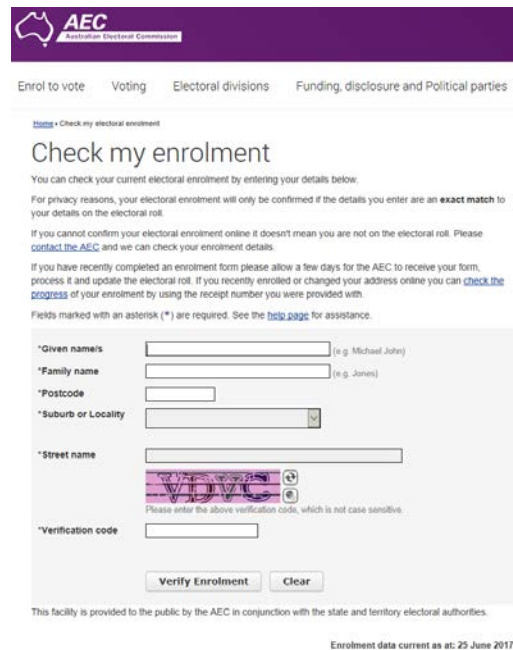 AEC
Australian Electoral Commission
Enrol to vote Voting Electoral divisions Funding, disclosure and Political parties
Home • Check my electoral enrolment
Check my enrolment
You can check your current electoral enrolment by entering your details below.
For privacy reasons, your electoral enrolment will only be confirmed if the details you enter are an exact match to
your details on the electoral roll.
If you cannot confirm your electoral enrolment online it doesn't mean you are not on the electoral roll. Please
contact the AEC and we can check your enrolment details.
If you have recently completed an enrolment form please allow a few days for the AEC to receive your form,
process it and update the electoral roll. If you recently enrolled or changed your address online you can check the
progress of your enrolment by using the receipt number you were provided with.
Fields marked with an asterisk (*) are required. See the help page for assistance.
*Given name/s (e.g. Michael John)
*Family name (e.g. Jones)
*Postcode
*Suburb or Locality
*Street name
VDVC
Please enter the above verification code, which is not case sensitive.
*Verification code
Verify Enrolment Clear
This facility is provided to the public by the AEC in conjunction with the state and territory electoral authorities.
Enrolment data current as at: 25 June 2017